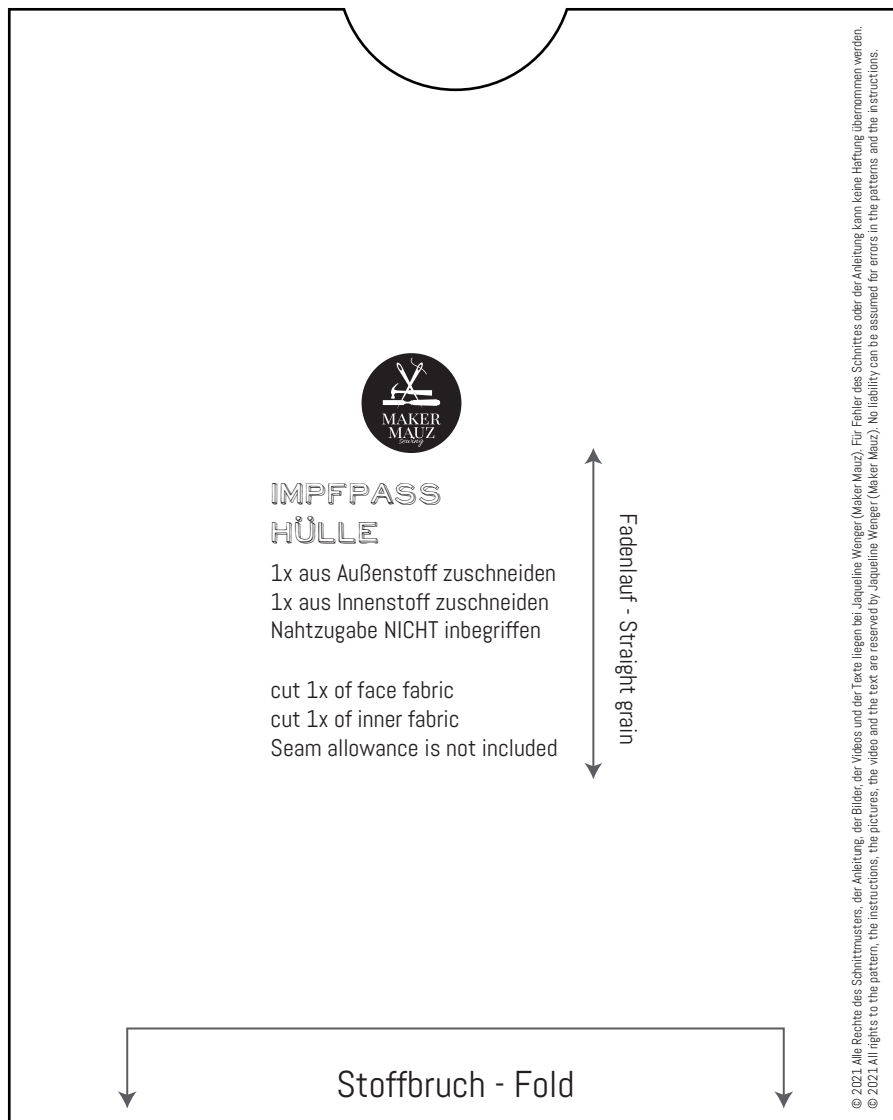 MAKER
MAUZ
sewing
IMPFPASS
HÜLLE
1x aus Außenstoff zuschneiden
1x aus Innenstoff zuschneiden
Nahtzugabe NICHT inbegriffen
cut 1x of face fabric
cut 1x of inner fabric
Seam allowance is not included
Fadenlauf - Straight grain
Stoffbruch - Fold
© 2021 Alle Rechte des Schnittmusters, der Anleitung, der Bilder, der Videos und der Texte liegen bei Jaqueline Wenger (Maker Mauz). Für Fehler des Schnittes oder der Anleitung kann keine Haftung übernommen werden.
© 2021 All rights to the pattern, the instructions, the pictures, the video and the text are reserved by Jaqueline Wenger (Maker Mauz). No liability can be assumed for errors in the patterns and the instructions.